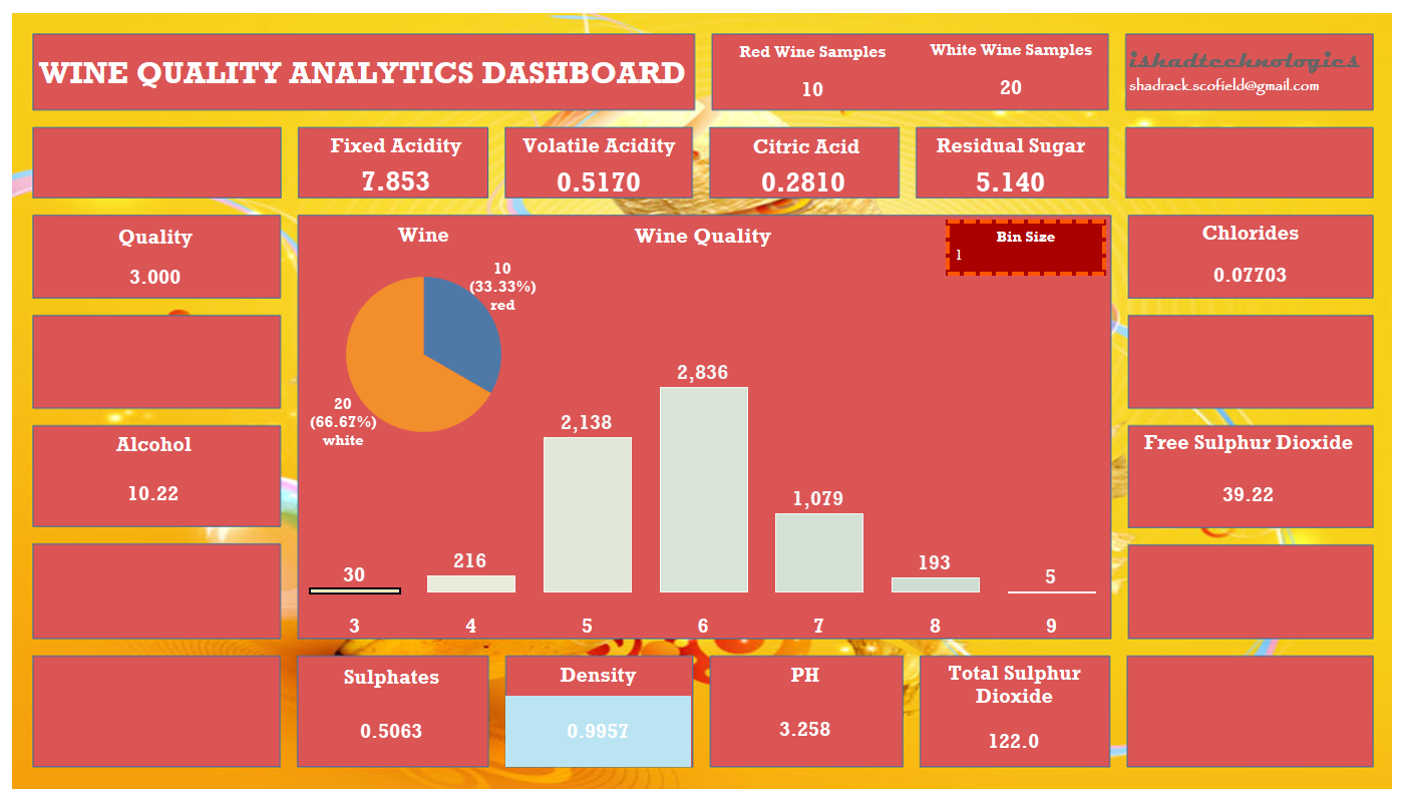 WINE QUALITY ANALYTICS DASHBOARD
Red Wine Samples
10
White Wine Samples
20
ishadtechnologies
shadrack.scofield@gmail.com
Fixed Acidity
7.853
Volatile Acidity
0.5170
Citric Acid
0.2810
Residual Sugar
5.140
Quality
3.000
Wine
Wine Quality
Bin Size
1
Chlorides
0.07703
10
(33.33%)
red
20
(66.67%)
white
Alcohol
10.22
Free Sulphur Dioxide
39.22
30
216
2,138
2,836
1,079
193
5
3
4
5
6
7
8
9
Sulphates
0.5063
Density
0.9957
PH
3.258
Total Sulphur
Dioxide
122.0